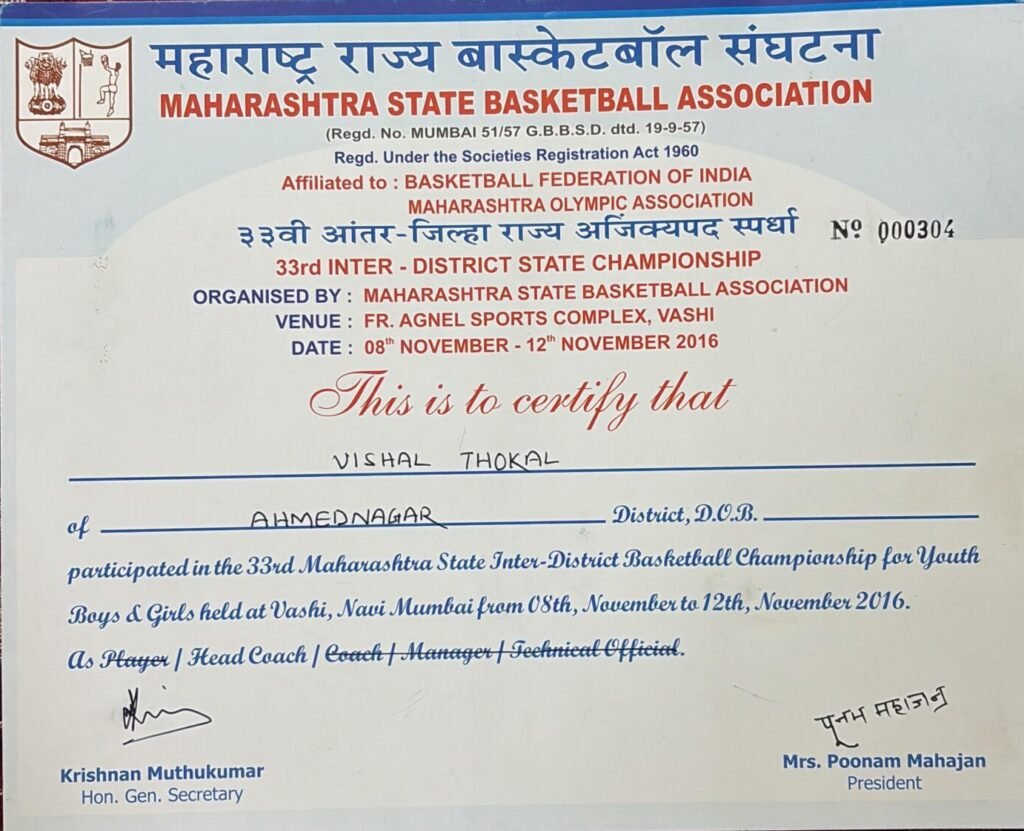 महाराष्ट्र राज्य बास्केटबॉल संघटना
MAHARASHTRA STATE BASKETBALL ASSOCIATION
(Regd. No. MUMBAI 51/57 G.B.B.S.D. dtd. 19-9-57)
Regd. Under the Societies Registration Act 1960
Affiliated to : BASKETBALL FEDERATION OF INDIA
MAHARASHTRA OLYMPIC ASSOCIATION
३३वी आंतर-जिल्हा राज्य अजिंक्यपद स्पर्धा Nº 000304
33rd INTER - DISTRICT STATE CHAMPIONSHIP
ORGANISED BY : MAHARASHTRA STATE BASKETBALL ASSOCIATION
VENUE : FR. AGNEL SPORTS COMPLEX, VASHI
DATE : 08th NOVEMBER - 12th NOVEMBER 2016
This is to certify that
VISHAL THOKAL
of AHMEDNAGAR District, D.O.B.
participated in the 33rd Maharashtra State Inter-District Basketball Championship for Youth
Boys & Girls held at Vashi, Navi Mumbai from 08th, November to 12th, November 2016.
As Player / Head Coach / Coach / Manager / Technical Official.
पूनम महाजन
Krishnan Muthukumar
Hon. Gen. Secretary
Mrs. Poonam Mahajan
President